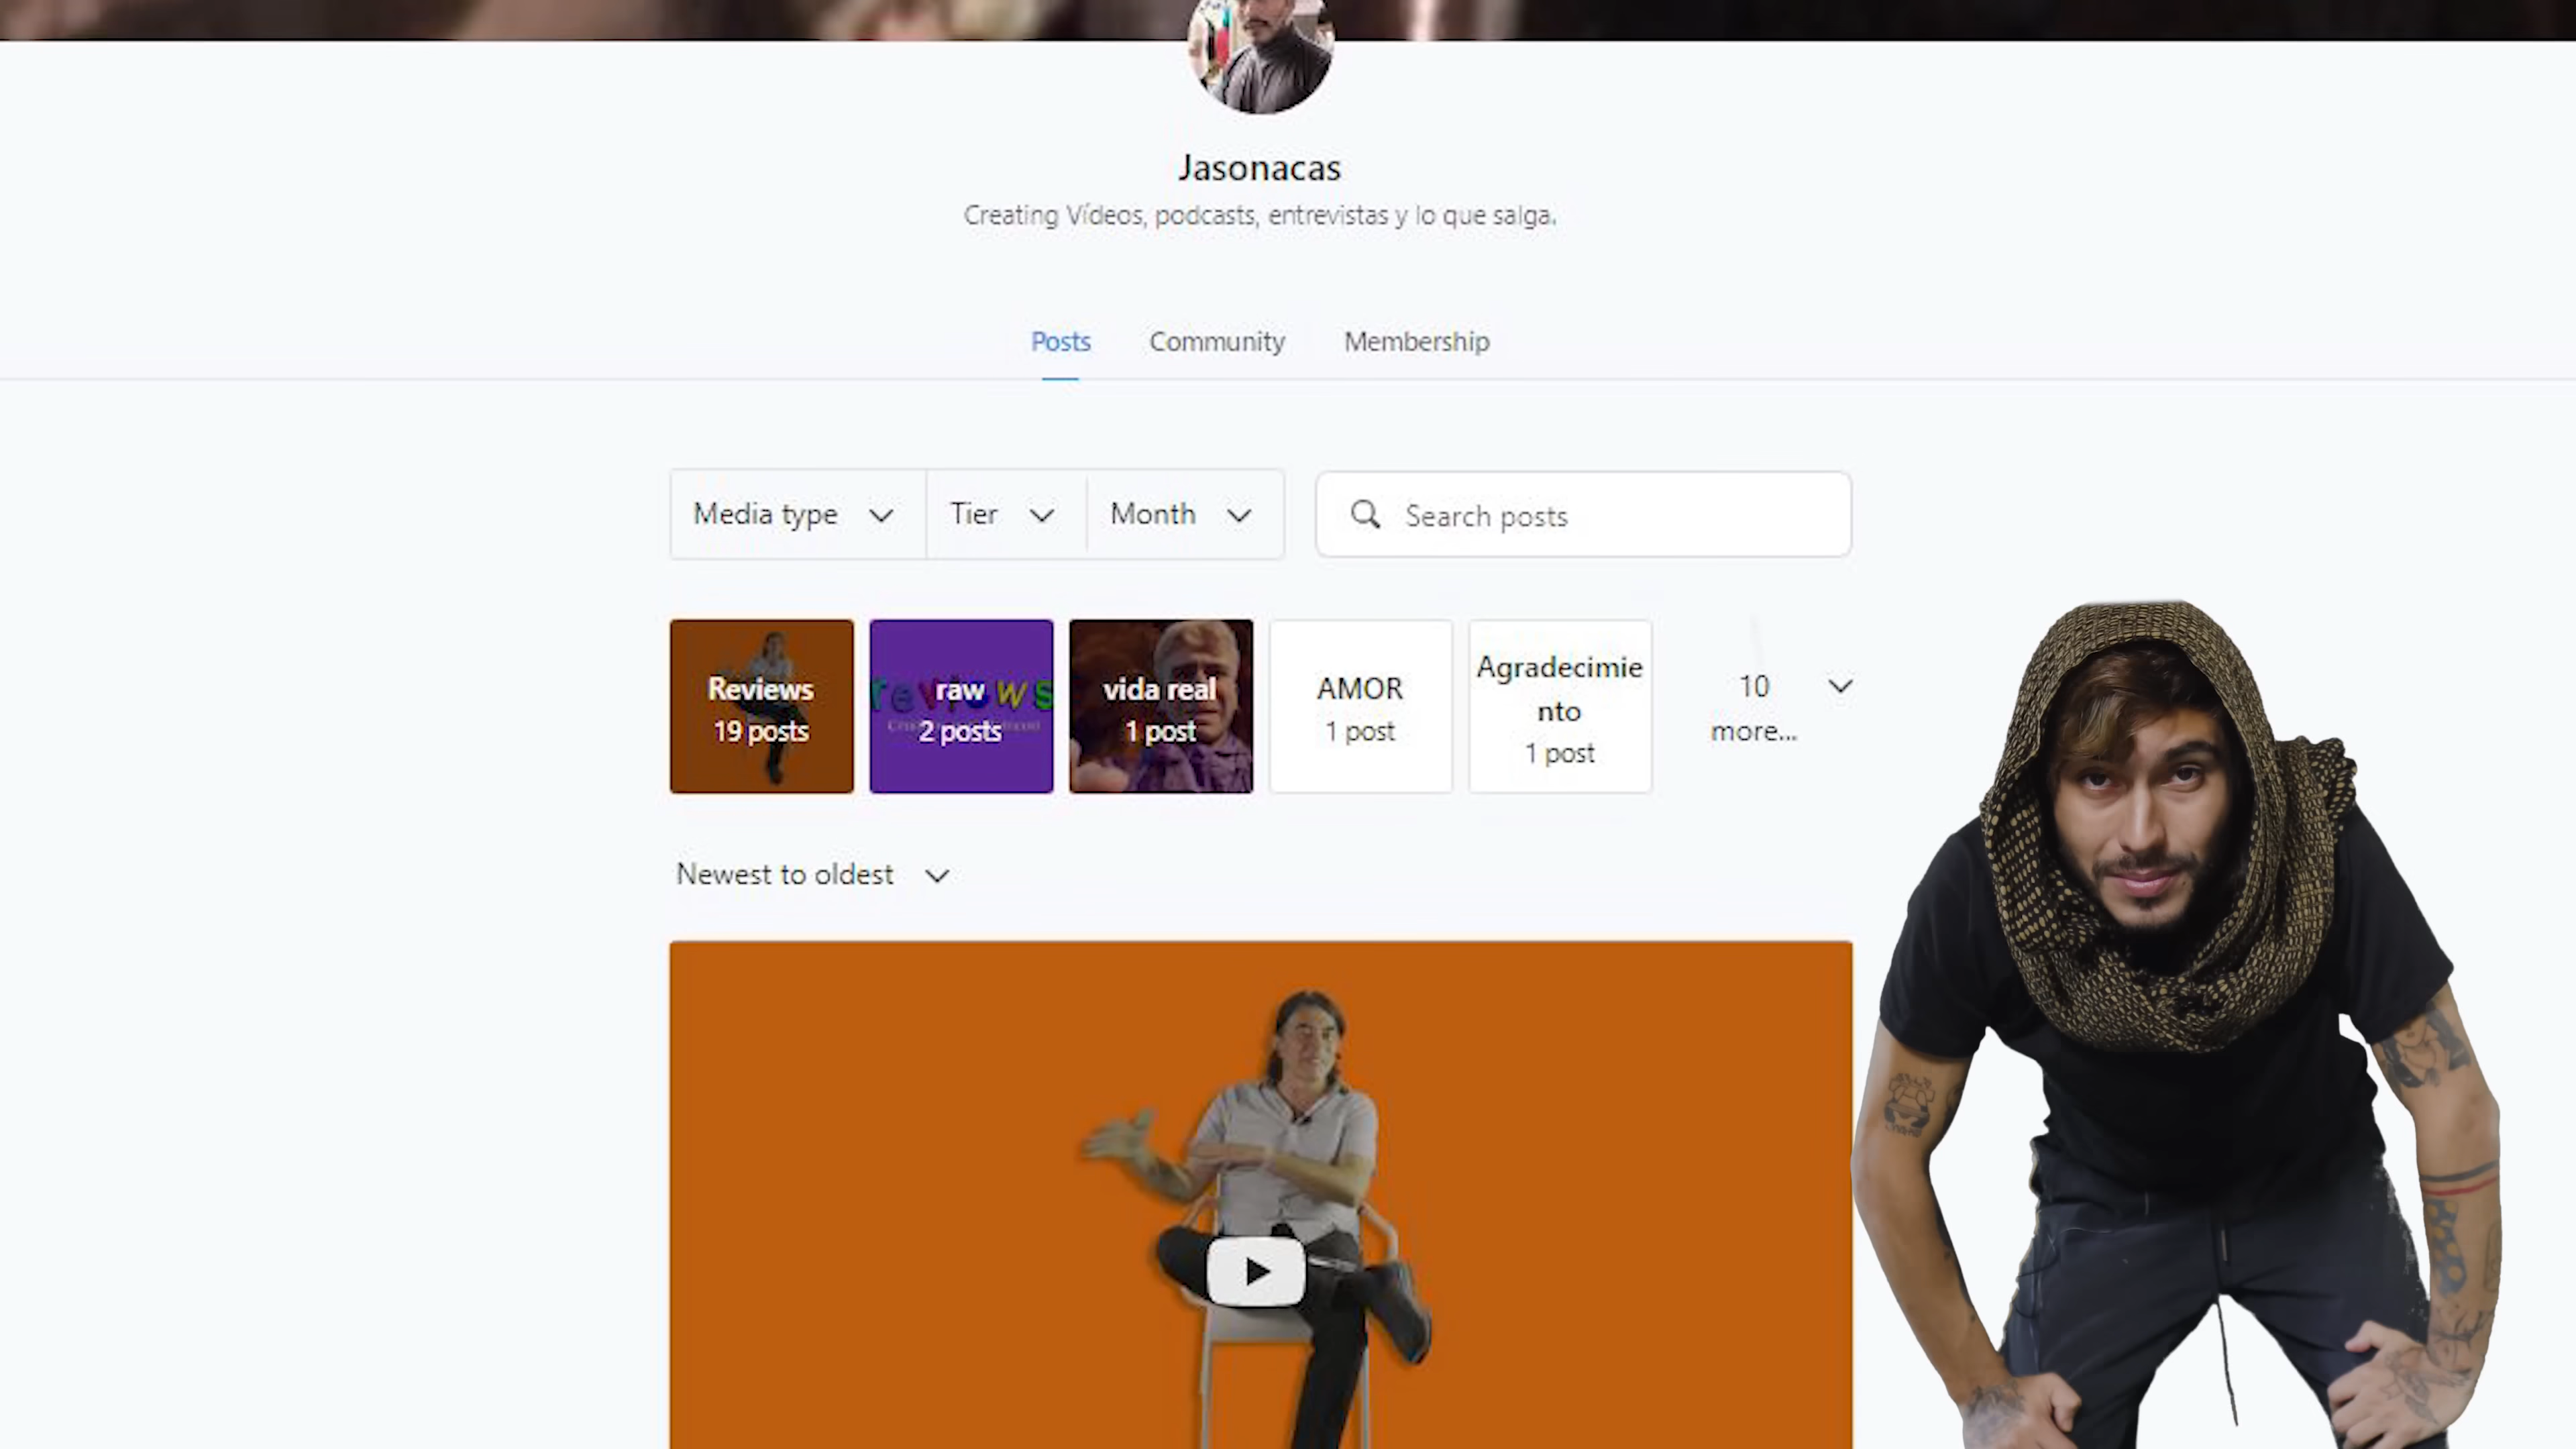 Jasonacas
Creating Vídeos, podcasts, entrevistas y lo que salga.
Posts Community Membership
Media type Tier Month Search posts
Reviews
19 posts
raw
reviews
2 posts
vida real
1 post
AMOR
1 post
Agradecimie
nto
1 post
10
more...
Newest to oldest